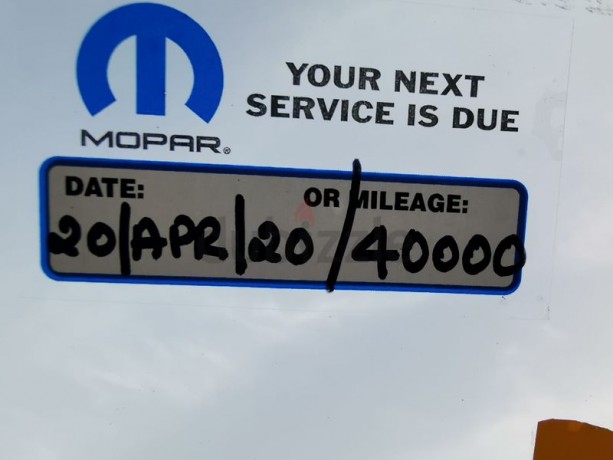 YOUR NEXT
SERVICE IS DUE
MOPAR®
DATE: OR MILEAGE:
20/APR/20 / 40000